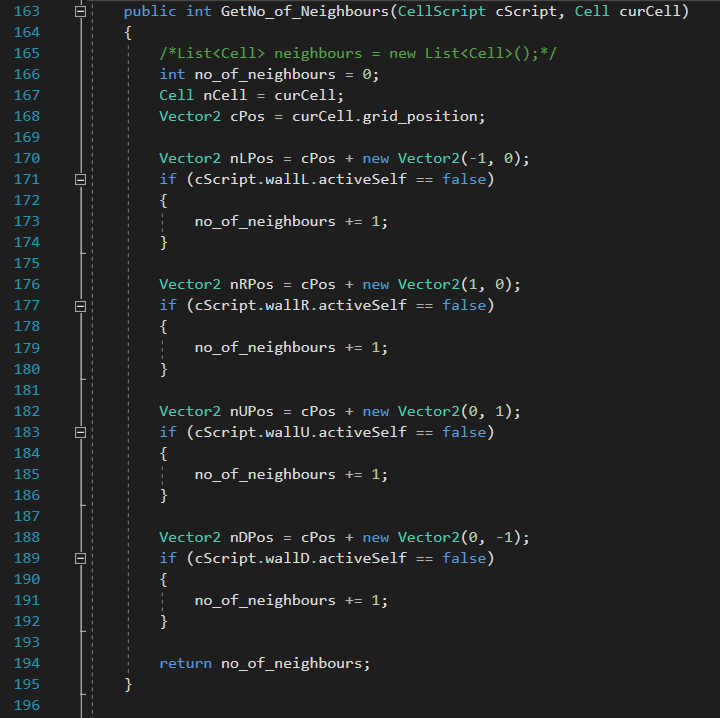 163 public int GetNo_of_Neighbours(CellScript cScript, Cell curCell)
164 {
165 /*List<Cell> neighbours = new List<Cell>();*/
166 int no_of_neighbours = 0;
167 Cell nCell = curCell;
168 Vector2 cPos = curCell.grid_position;
169
170 Vector2 nLPos = cPos + new Vector2(-1, 0);
171 if (cScript.wallL.activeSelf == false)
172 {
173 no_of_neighbours += 1;
174 }
175
176 Vector2 nRPos = cPos + new Vector2(1, 0);
177 if (cScript.wallR.activeSelf == false)
178 {
179 no_of_neighbours += 1;
180 }
181
182 Vector2 nUPos = cPos + new Vector2(0, 1);
183 if (cScript.wallU.activeSelf == false)
184 {
185 no_of_neighbours += 1;
186 }
187
188 Vector2 nDPos = cPos + new Vector2(0, -1);
189 if (cScript.wallD.activeSelf == false)
190 {
191 no_of_neighbours += 1;
192 }
193
194 return no_of_neighbours;
195 }
196